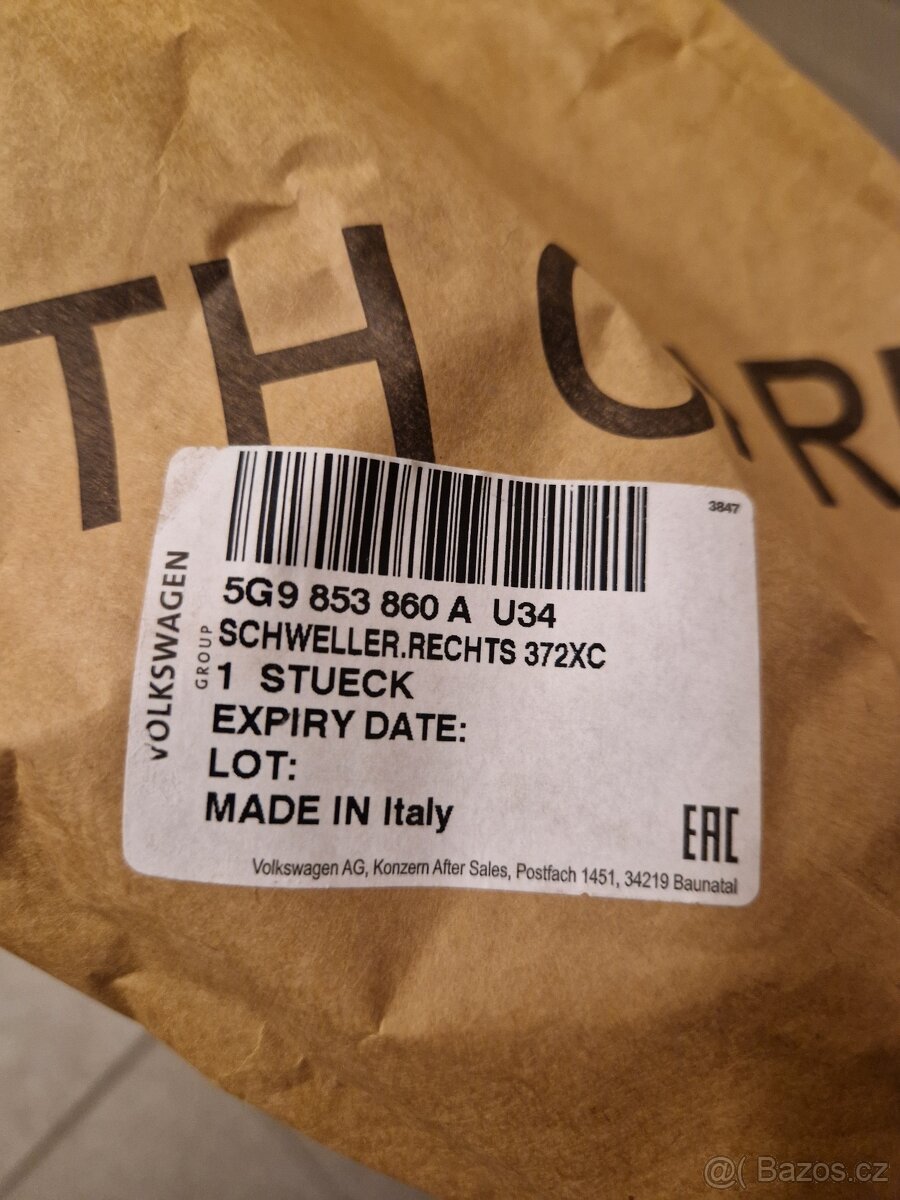 TH CAR
3847
5G9 853 860 A U34
SCHWELLER.RECHTS 372XC
1 STUECK
EXPIRY DATE:
LOT:
MADE IN Italy
VOLKSWAGEN
GROUP
EAC
Volkswagen AG, Konzern After Sales, Postfach 1451, 34219 Baunatal
@( Bazos.cz